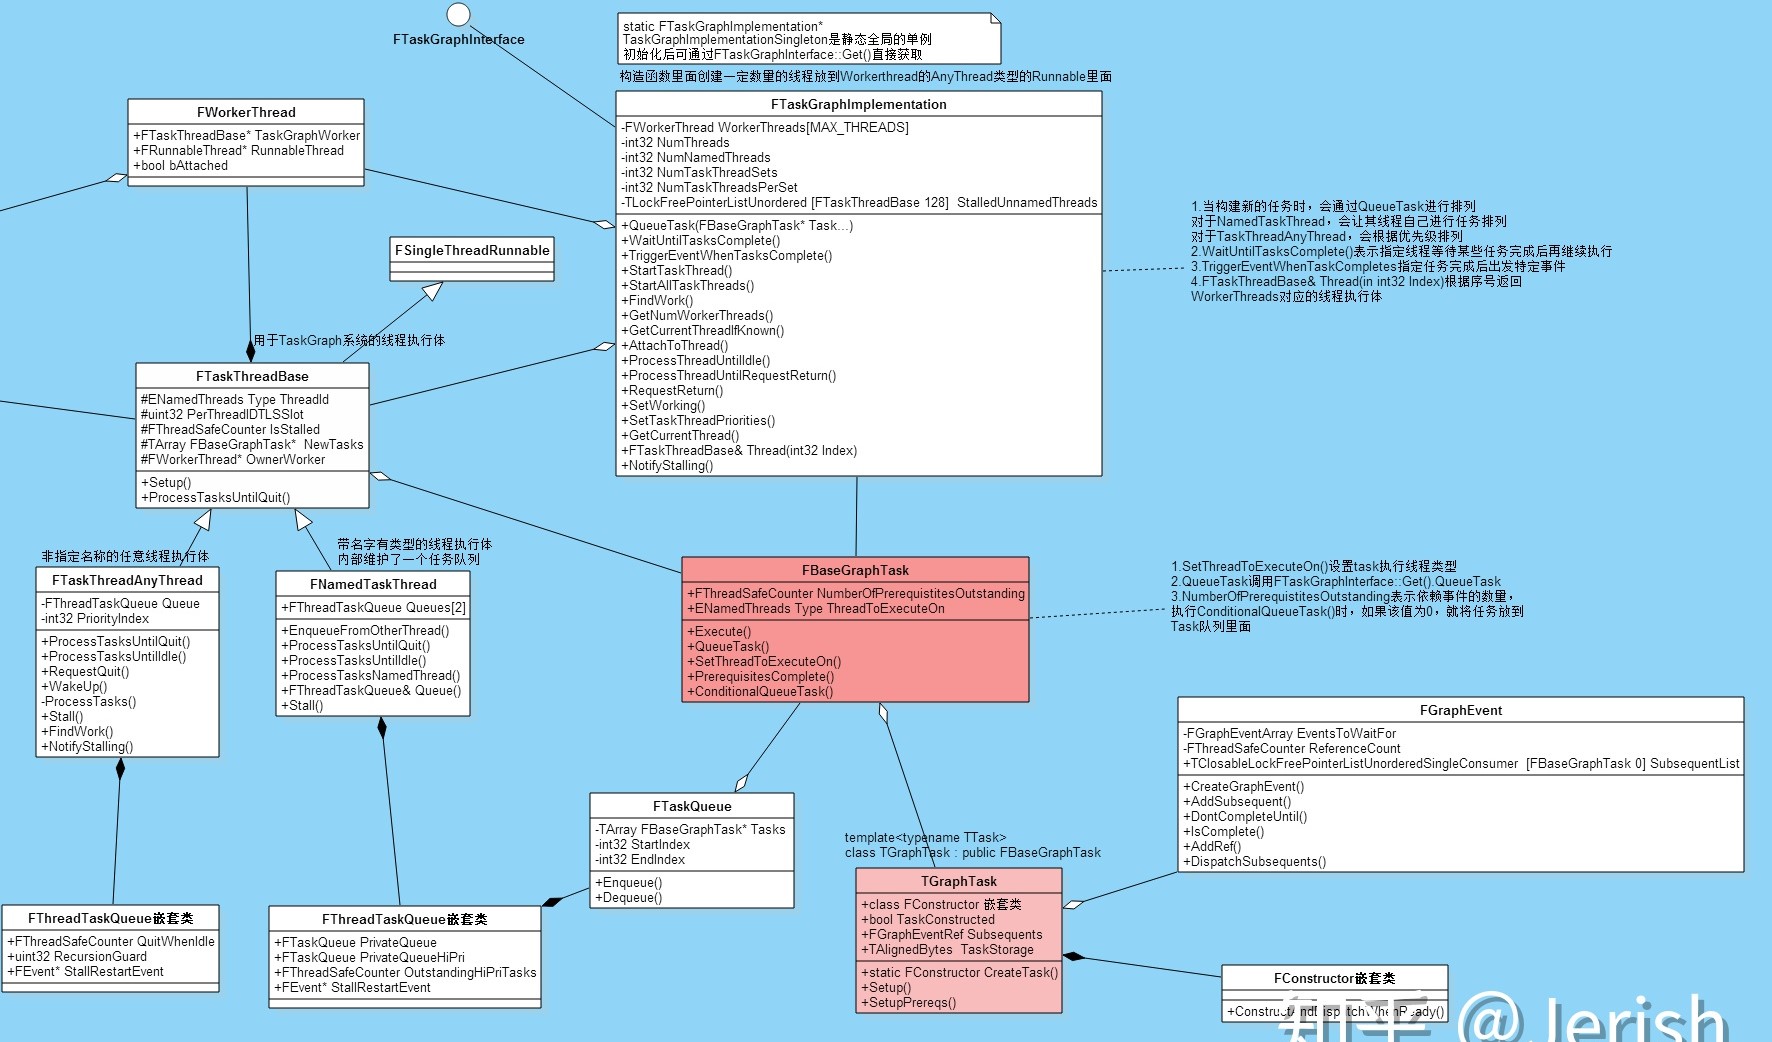 FTaskGraphInterface
static FTaskGraphImplementation*
TaskGraphImplementationSingleton是静态全局的单例
初始化后可通过FTaskGraphInterface::Get()直接获取
构造函数里面创建一定数量的线程放到Workerthread的AnyThread类型的Runnable里面
FWorkerThread
+FTaskThreadBase* TaskGraphWorker
+FRunnableThread* RunnableThread
+bool bAttached
FTaskGraphImplementation
-FWorkerThread WorkerThreads[MAX_THREADS]
-int32 NumThreads
-int32 NumNamedThreads
-int32 NumTaskThreadSets
-int32 NumTaskThreadsPerSet
-TLockFreePointerListUnordered [FTaskThreadBase 128] StalledUnnamedThreads
+QueueTask(FBaseGraphTask* Task...)
+WaitUntilTasksComplete()
+TriggerEventWhenTasksComplete()
+StartTaskThread()
+StartAllTaskThreads()
+FindWork()
+GetNumWorkerThreads()
+GetCurrentThreadIfKnown()
+AttachToThread()
+ProcessThreadUntilIdle()
+ProcessThreadUntilRequestReturn()
+RequestReturn()
+SetWorking()
+SetTaskThreadPriorities()
+GetCurrentThread()
+FTaskThreadBase& Thread(int32 Index)
+NotifyStalling()
1.当构建新的任务时，会通过QueueTask进行排列
对于NamedTaskThread，会让其线程自己进行任务排列
对于TaskThreadAnyThread，会根据优先级排列
2.WaitUntilTasksComplete()表示指定线程等待某些任务完成后再继续执行
3.TriggerEventWhenTaskCompletes指定任务完成后出发特定事件
4.FTaskThreadBase& Thread(in int32 Index)根据序号返回
WorkerThreads对应的线程执行体
FSingleThreadRunnable
用于TaskGraph系统的线程执行体
FTaskThreadBase
#ENamedThreads Type ThreadId
#uint32 PerThreadIDTLSSlot
#FThreadSafeCounter IsStalled
#TArray FBaseGraphTask* NewTasks
#FWorkerThread* OwnerWorker
+Setup()
+ProcessTasksUntilQuit()
非指定名称的任意线程执行体
带名字有类型的线程执行体
内部维护了一个任务队列
FTaskThreadAnyThread
-FThreadTaskQueue Queue
-int32 PriorityIndex
+ProcessTasksUntilQuit()
+ProcessTasksUntilIdle()
+RequestQuit()
+WakeUp()
-ProcessTasks()
+Stall()
+FindWork()
+NotifyStalling()
FNamedTaskThread
+FThreadTaskQueue Queues[2]
+EnqueueFromOtherThread()
+ProcessTasksUntilQuit()
+ProcessTasksUntilIdle()
+ProcessTasksNamedThread()
+FThreadTaskQueue& Queue()
+Stall()
FBaseGraphTask
+FThreadSafeCounter NumberOfPrerequistitesOutstanding
+ENamedThreads Type ThreadToExecuteOn
+Execute()
+QueueTask()
+SetThreadToExecuteOn()
+PrerequisitesComplete()
+ConditionalQueueTask()
1.SetThreadToExecuteOn()设置task执行线程类型
2.QueueTask调用FTaskGraphInterface::Get().QueueTask
3.NumberOfPrerequistitesOutstanding表示依赖事件的数量，
执行ConditionalQueueTask()时，如果该值为0，就将任务放到
Task队列里面
FGraphEvent
-FGraphEventArray EventsToWaitFor
-FThreadSafeCounter ReferenceCount
+TClosableLockFreePointerListUnorderedSingleConsumer [FBaseGraphTask 0] SubsequentList
+CreateGraphEvent()
+AddSubsequent()
+DontCompleteUntil()
+IsComplete()
+AddRef()
+DispatchSubsequents()
FTaskQueue
-TArray FBaseGraphTask* Tasks
-int32 StartIndex
-int32 EndIndex
+Enqueue()
+Dequeue()
template<typename TTask>
class TGraphTask : public FBaseGraphTask
TGraphTask
+class FConstructor 嵌套类
+bool TaskConstructed
+FGraphEventRef Subsequents
+TAlignedBytes TaskStorage
+static FConstructor CreateTask()
+Setup()
+SetupPrereqs()
FThreadTaskQueue嵌套类
+FThreadSafeCounter QuitWhenIdle
+uint32 RecursionGuard
+FEvent* StallRestartEvent
FThreadTaskQueue嵌套类
+FTaskQueue PrivateQueue
+FTaskQueue PrivateQueueHiPri
+FThreadSafeCounter OutstandingHiPriTasks
+FEvent* StallRestartEvent
FConstructor嵌套类
+ConstructAndDispatchWhenReady()
知乎 @Jerish